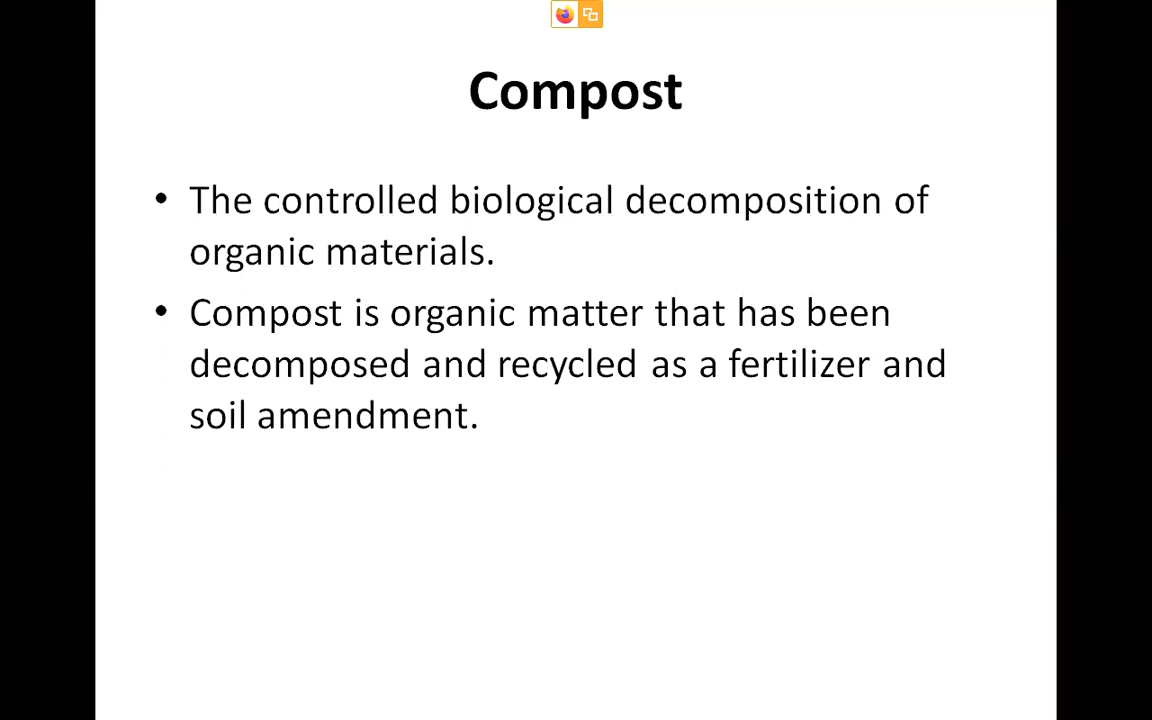 Compost
• The controlled biological decomposition of
organic materials.
• Compost is organic matter that has been
decomposed and recycled as a fertilizer and
soil amendment.